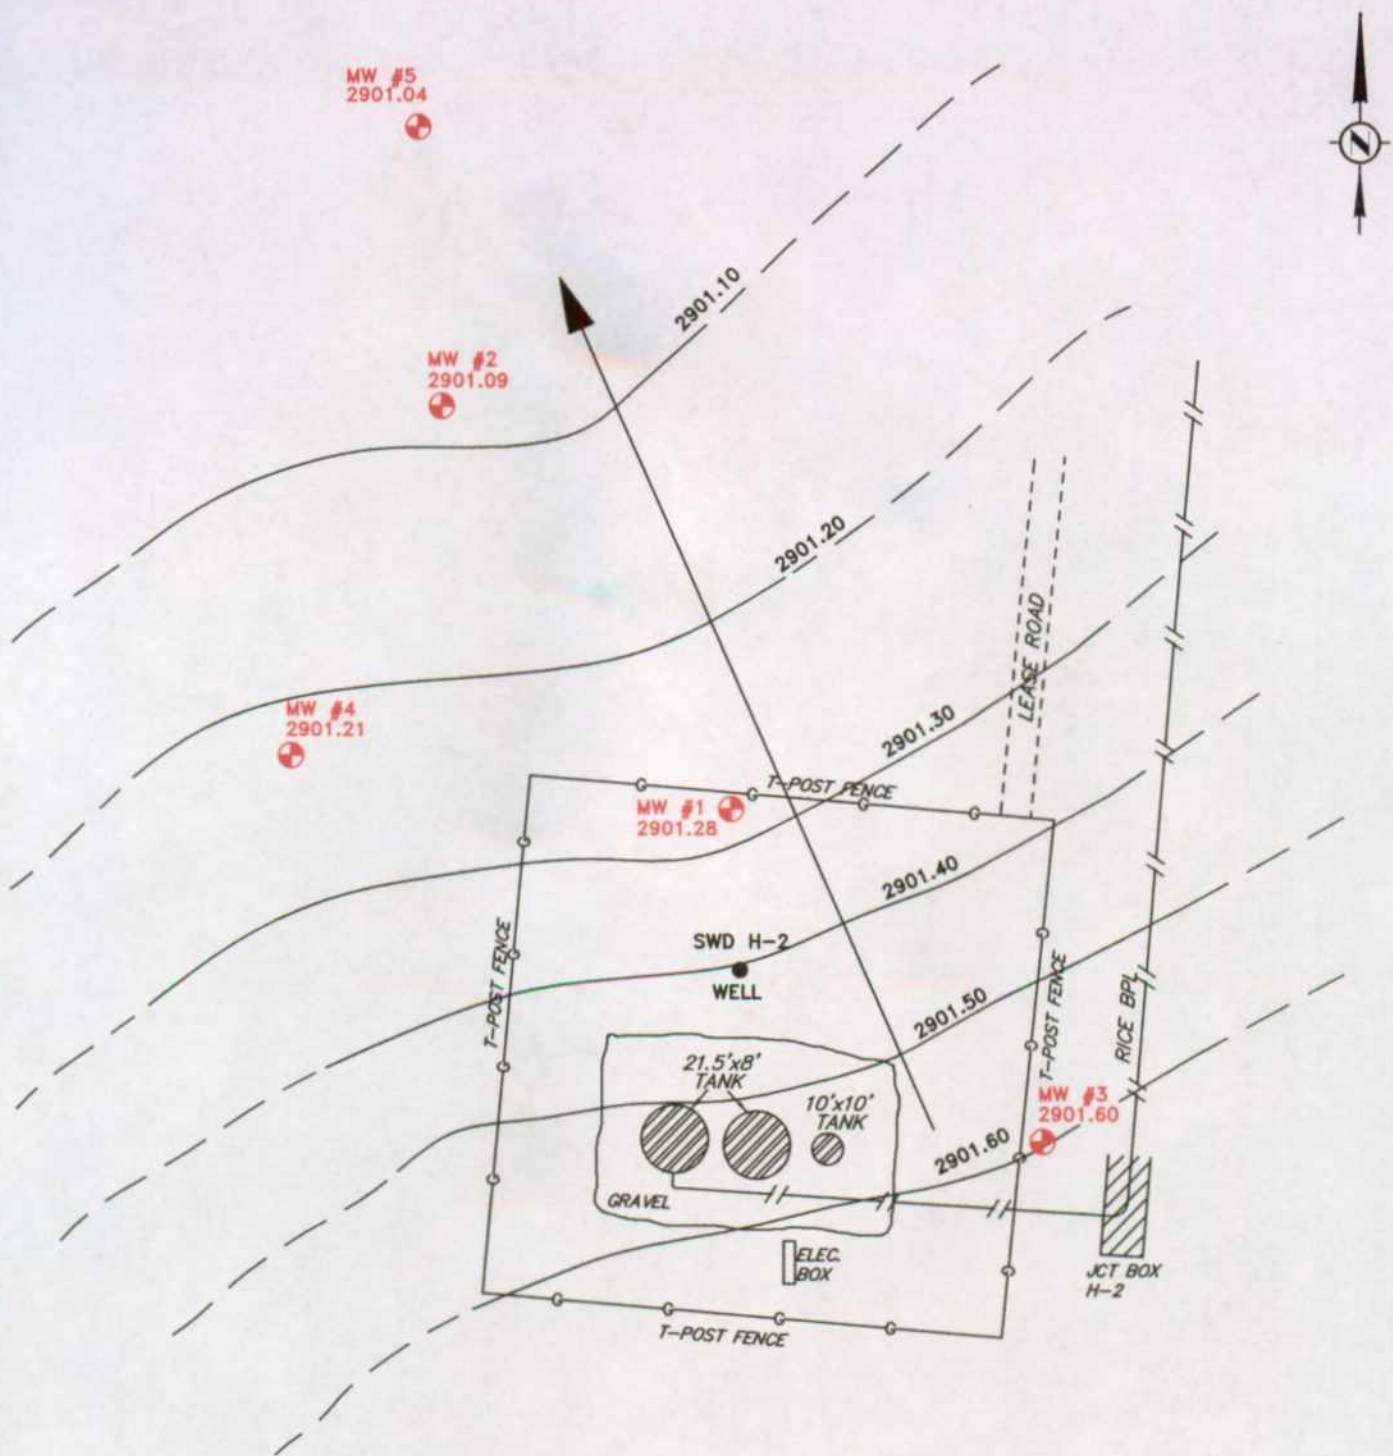 MW #5
2901.04
N
2901.10
MW #2
2901.09
2901.20
LEASE ROAD
MW #4
2901.21
2901.30
T-POST FENCE
MW #1
2901.28
2901.40
SWD H-2
WELL
T-POST FENCE
2901.50
T-POST FENCE
RICE BPL
21.5'x8'
TANK
10'x10'
TANK
MW #3
2901.60
2901.60
GRAVEL
ELEC.
BOX
JCT BOX
H-2
T-POST FENCE